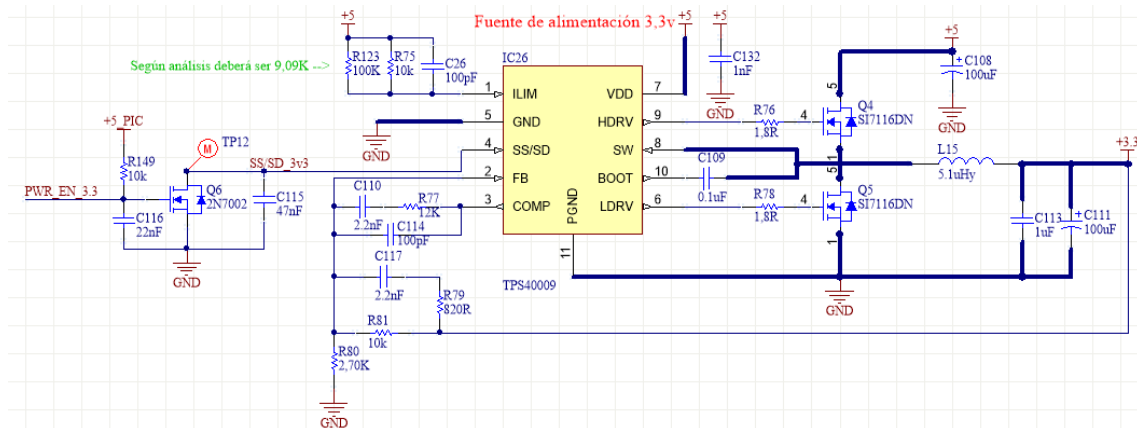 Fuente de alimentación 3,3v
+5
+5
+5
R123
100K
R75
10k
C26
100pF
Según análisis deberá ser 9,09K -->
IC26
C132
1nF
GND
C108
100uF
GND
1
ILIM
VDD
7
5
GND
HDRV
9
4
SS/SD
SW
8
2
FB
BOOT
10
3
COMP
LDRV
6
PGND
11
TPS40009
GND
R76
1,8R
4
5
Q4
SI7116DN
1
C109
0.1uF
L15
5.1uHy
+3.3
R78
1,8R
4
5
Q5
SI7116DN
1
GND
C113
1uF
C111
100uF
+5_PIC
M
TP12
R149
10k
SS/SD_3v3
PWR_EN_3.3
Q6
2N7002
C115
47nF
C116
22nF
GND
C110
2.2nF
R77
12K
C114
100pF
C117
2.2nF
R79
820R
R81
10k
R80
2,70K
GND